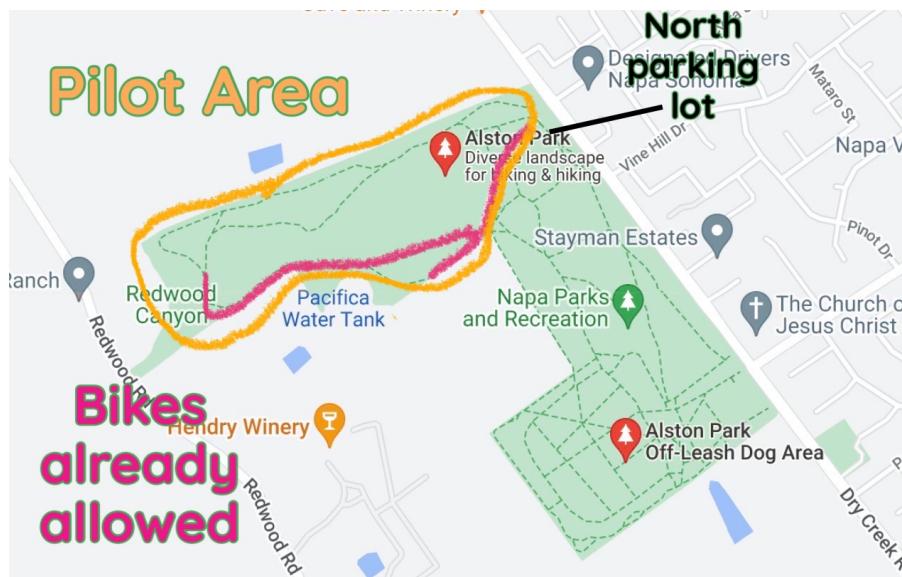 Cave and Winery
North
parking
lot
Pilot Area
Designated Drivers
Napa Sonoma
Mataro St
Alston Park
Diverse landscape
for biking & hiking
Vine Hill Dr
Napa V
Stayman Estates
Pinot Dr
Ranch
Redwood
Canyon
Pacifica
Water Tank
Napa Parks
and Recreation
The Church o
Jesus Christ
Redwood Rd
Bikes
already
allowed
Hendry Winery
Alston Park
Off-Leash Dog Area
Redwood Rd
Dry Creek R